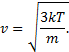 v = √(3kT/m).